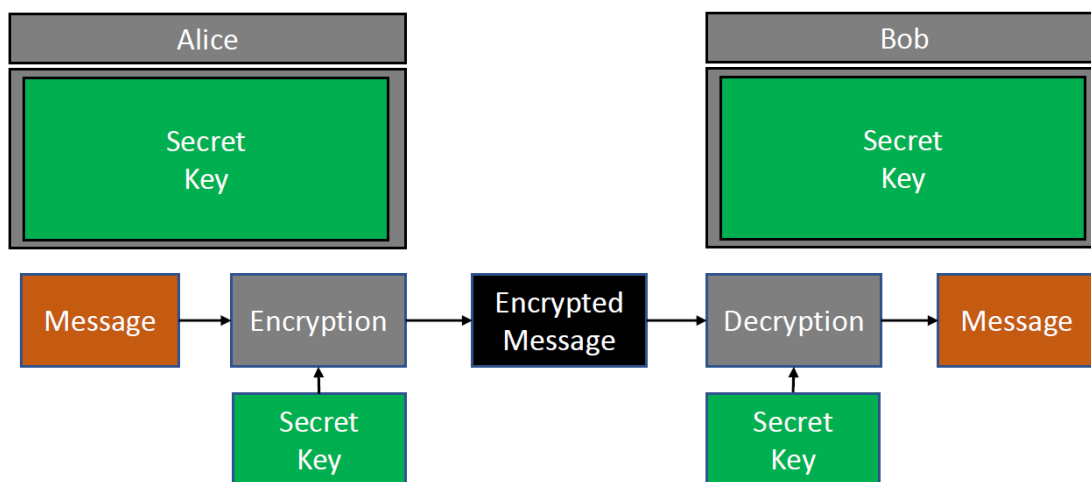 Alice
Bob
Secret
Key
Secret
Key
Message
Encryption
Encrypted
Message
Decryption
Message
Secret
Key
Secret
Key